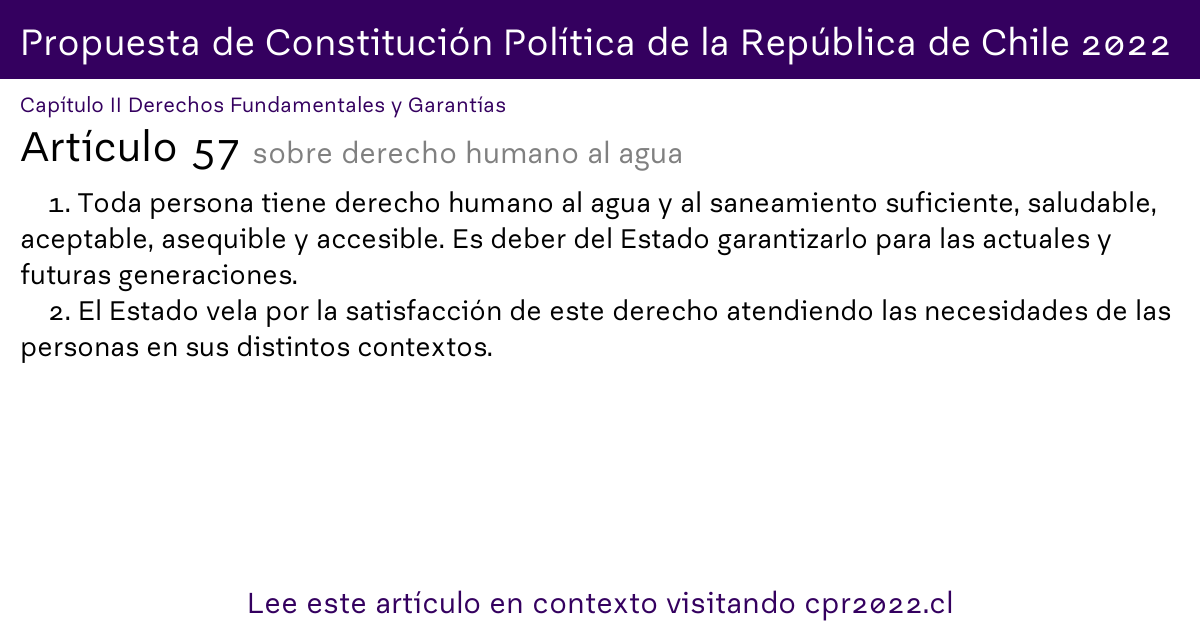 Propuesta de Constitución Política de la República de Chile 2022
Capítulo II Derechos Fundamentales y Garantías
Artículo 57 sobre derecho humano al agua
1. Toda persona tiene derecho humano al agua y al saneamiento suficiente, saludable,
aceptable, asequible y accesible. Es deber del Estado garantizarlo para las actuales y
futuras generaciones.
2. El Estado vela por la satisfacción de este derecho atendiendo las necesidades de las
personas en sus distintos contextos.
Lee este artículo en contexto visitando cpr2022.cl